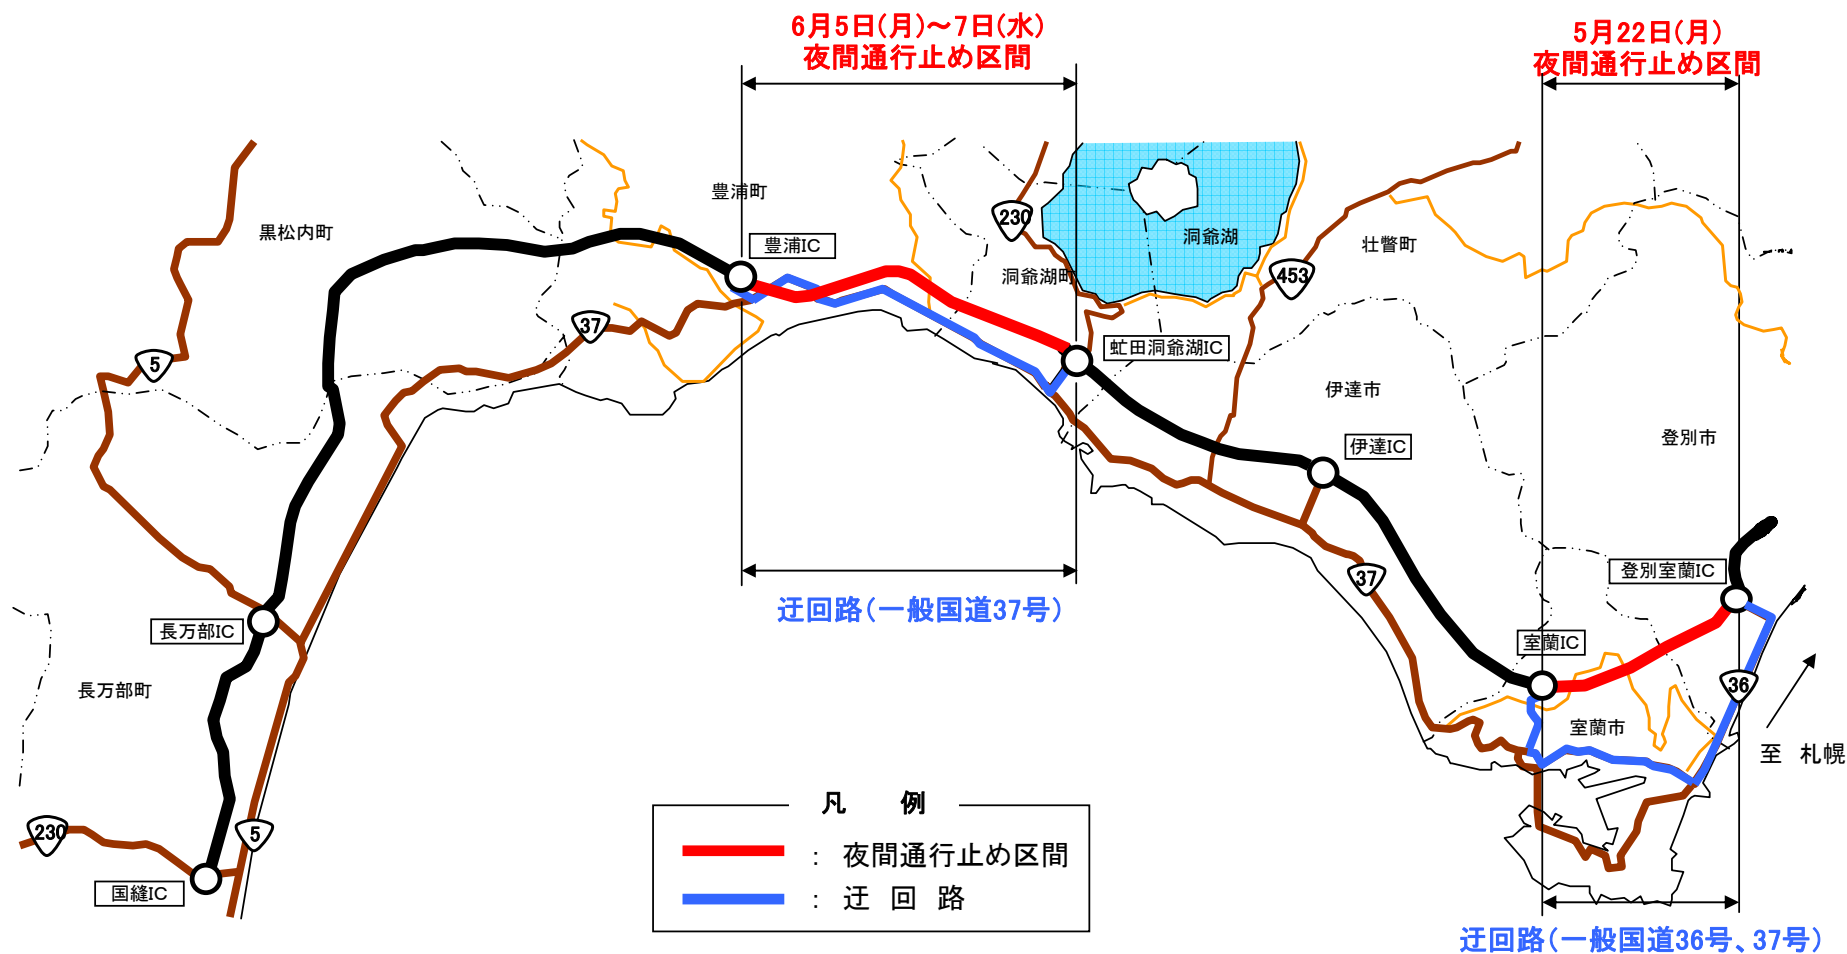 6月5日(月)～7日(水)
夜間通行止め区間
5月22日(月)
夜間通行止め区間
豊浦町
黒松内町
豊浦IC
230
洞爺湖
洞爺湖町
壮瞥町
453
37
5
虻田洞爺湖IC
伊達市
伊達IC
登別市
37
登別室蘭IC
迂回路(一般国道37号)
長万部IC
室蘭IC
長万部町
36
室蘭市
至 札幌
凡 例
： 夜間通行止め区間
： 迂 回 路
230
5
国縫IC
迂回路(一般国道36号、37号)